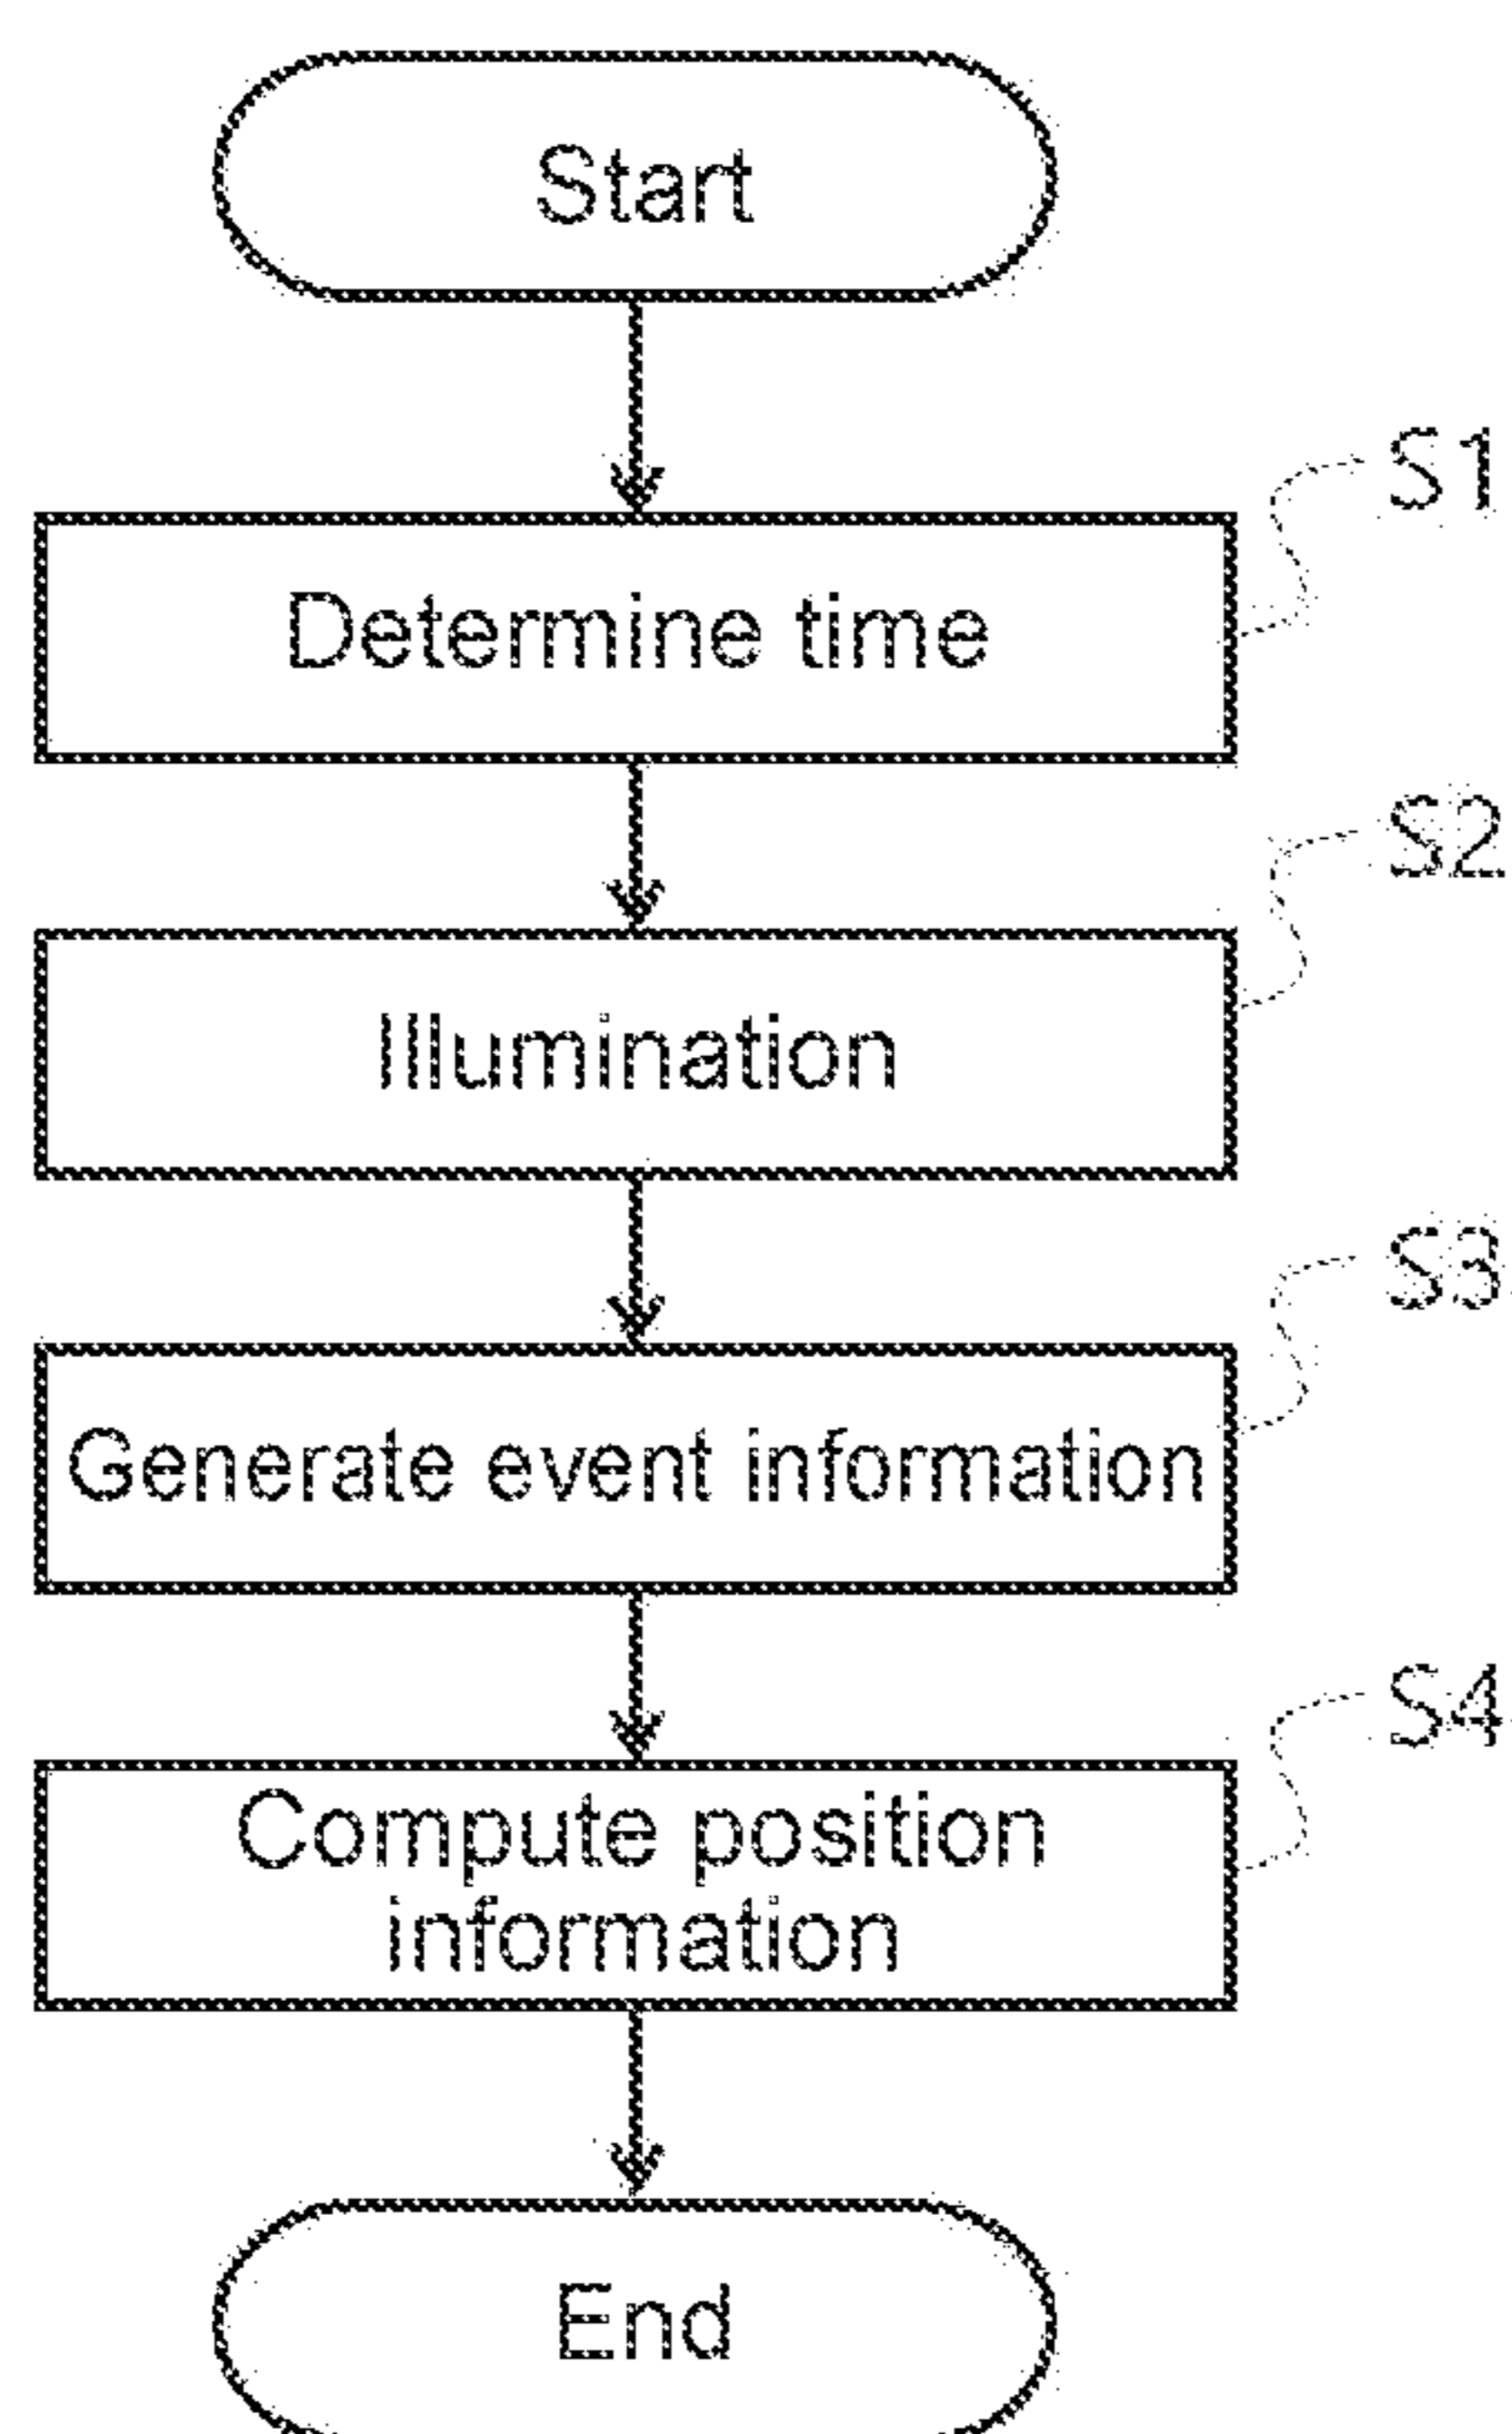 Start
S1
Determine time
S2
Illumination
S3
Generate event information
S4
Compute position
information
End